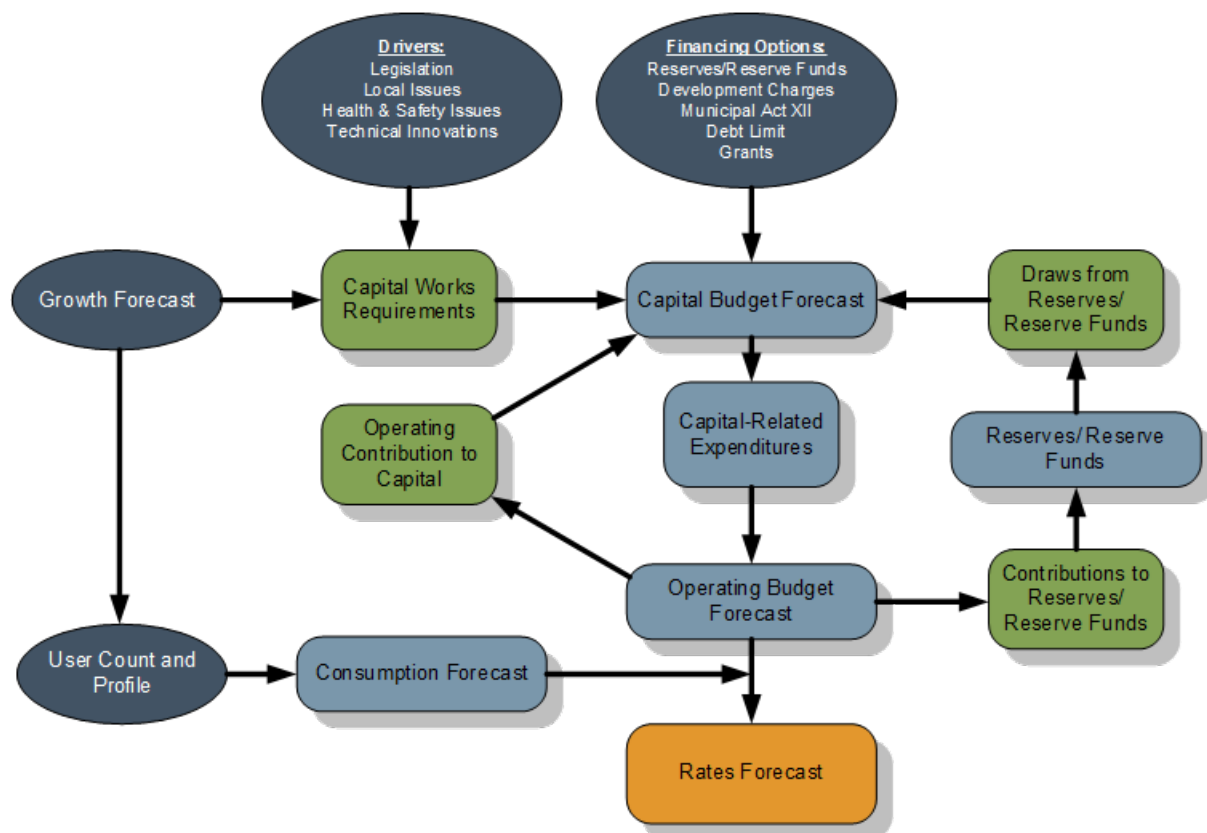 Drivers:
Legislation
Local Issues
Health & Safety Issues
Technical Innovations
Financing Options:
Reserves/Reserve Funds
Development Charges
Municipal Act XII
Debt Limit
Grants
Growth Forecast
Capital Works
Requirements
Capital Budget Forecast
Draws from
Reserves/
Reserve Funds
Operating
Contribution to
Capital
Capital-Related
Expenditures
Reserves/Reserve
Funds
Operating Budget
Forecast
Contributions to
Reserves/
Reserve Funds
User Count and
Profile
Consumption Forecast
Rates Forecast